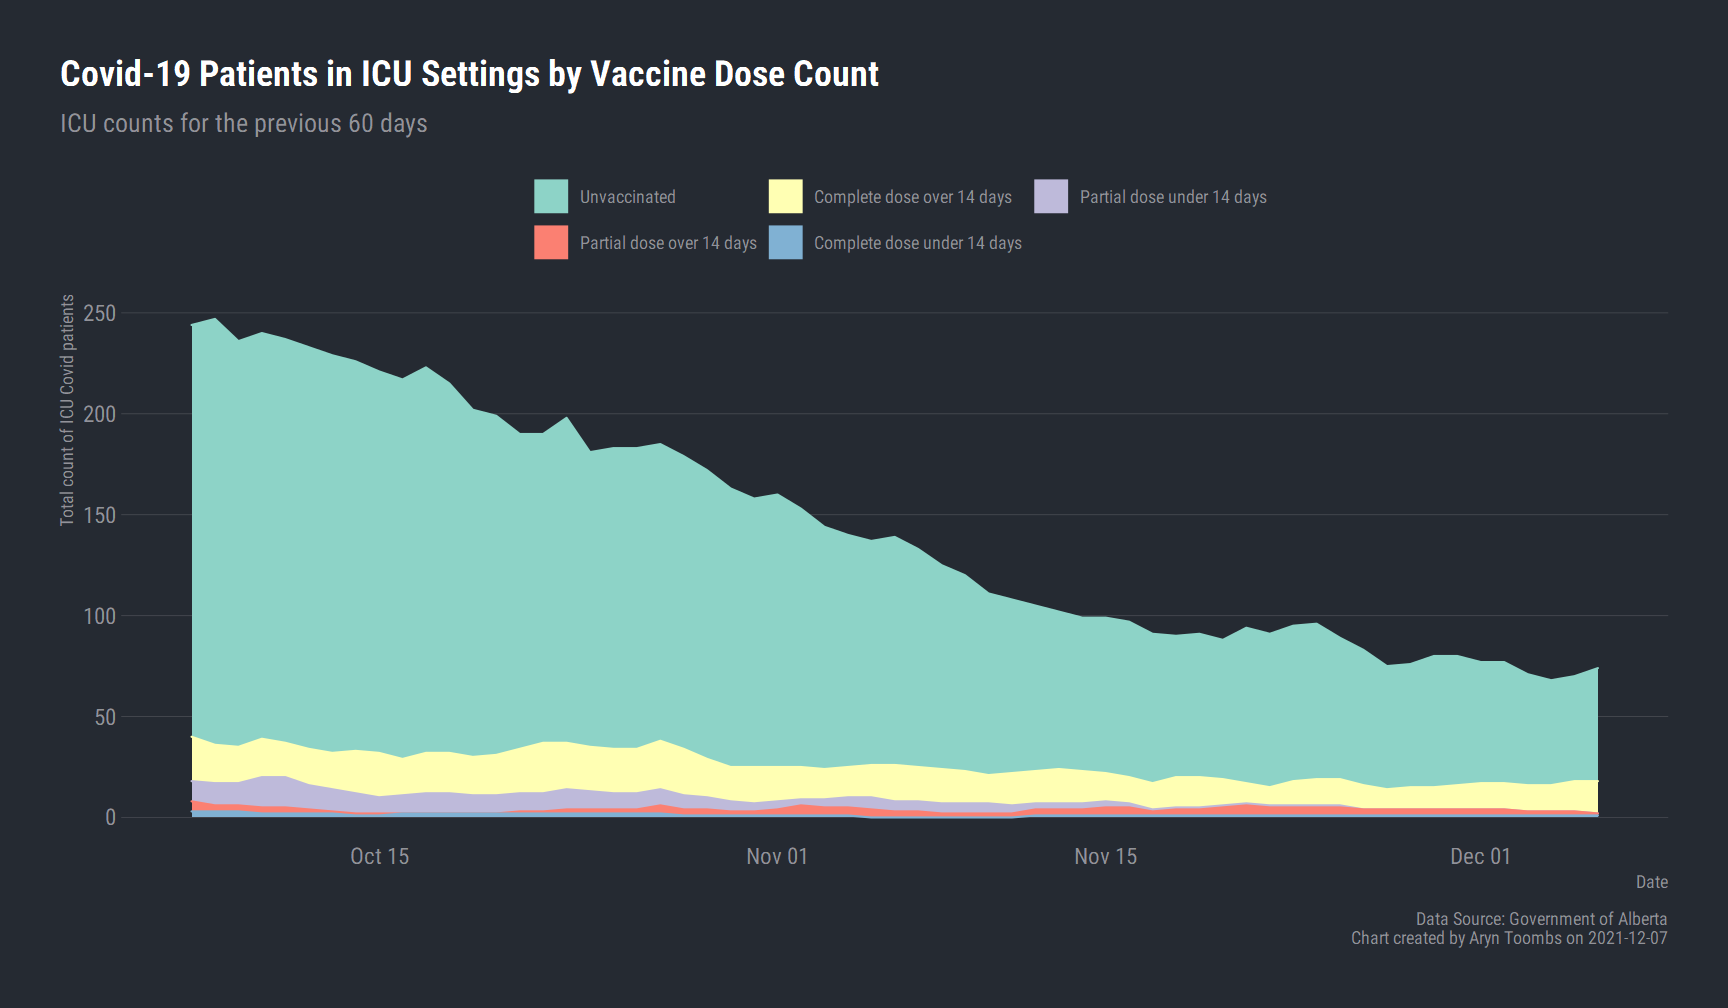 Covid-19 Patients in ICU Settings by Vaccine Dose Count
ICU counts for the previous 60 days
Unvaccinated
Complete dose over 14 days
Partial dose under 14 days
Partial dose over 14 days
Complete dose under 14 days
Total count of ICU Covid patients
250
200
150
100
50
0
Oct 15
Nov 01
Nov 15
Dec 01
Date
Data Source: Government of Alberta
Chart created by Aryn Toombs on 2021-12-07